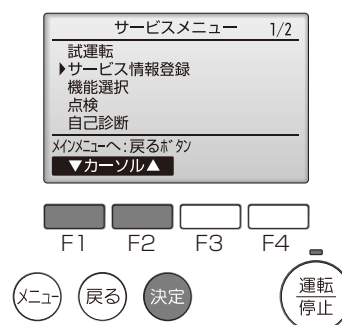 サービスメニュー 1/2
試運転
▶サービス情報登録
機能選択
点検
自己診断
メインメニューへ:戻るボタン
▼カーソル▲
F1 F2 F3 F4
メニュー 戻る 決定 運転
停止